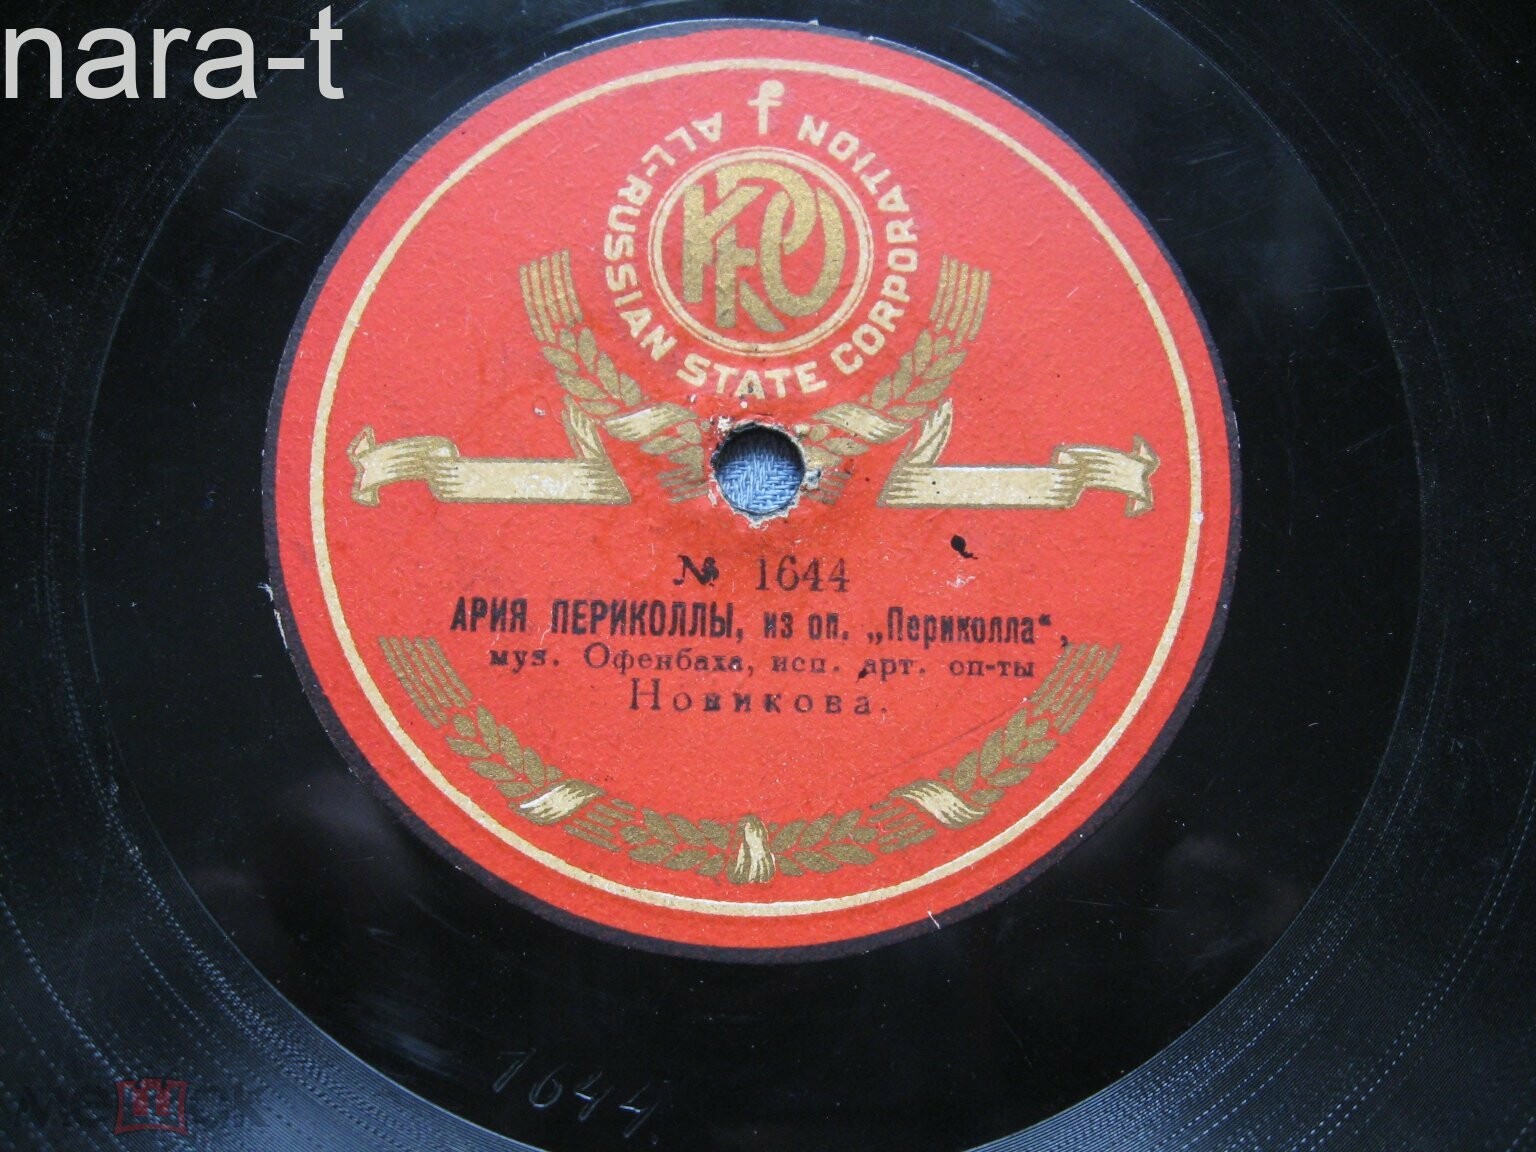 nara-t
ALL-RUSSIAN STATE CORPORATION
№ 1644
АРИЯ ПЕРИКОЛЛЫ, из оп. „Периколла“,
муз. Офенбаха, исп. арт. оп-ты
Новикова.
1644.
мешок